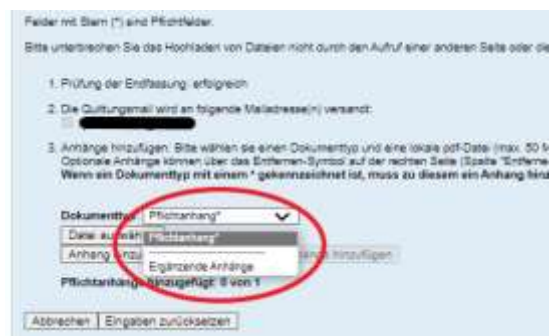 Felder mit Stern (*) sind Pflichtfelder.
Bitte unterbrechen Sie das Hochladen von Dateien nicht durch den Aufruf einer anderen Seite oder die
1. Prüfung der Endfassung: erfolgreich
2. Die Quittungsmail wird an folgende Mailadresse(n) versandt:
3. Anhänge hinzufügen. Bitte wählen sie einen Dokumenttyp und eine lokale pdf-Datei (max. 50 M
Optionale Anhänge können über das Entfernen-Symbol auf der rechten Seite (Spalte "Entferne
Wenn ein Dokumenttyp mit einem * gekennzeichnet ist, muss zu diesem ein Anhang hinz
Dokumenttyp Pflichtanhang*
Datei auswäh Pflichtanhang*
Anhang hinzu hinzufügen
Ergänzende Anhänge
Pflichtanhänge hinzugefügt: 0 von 1
Abbrechen Eingaben zurücksetzen